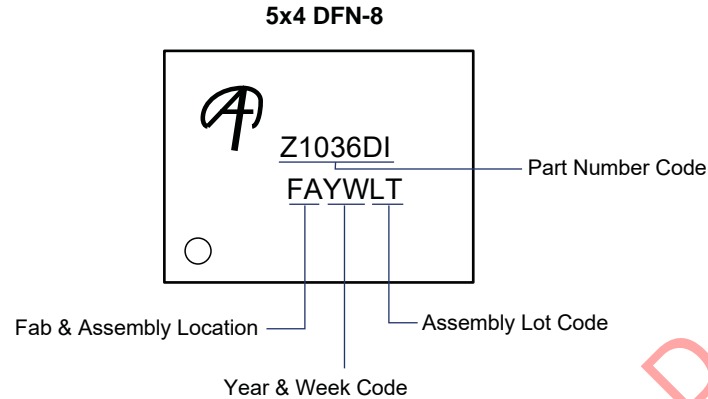 5x4 DFN-8
Z1036DI
Part Number Code
FAYWLT
Fab & Assembly Location
Assembly Lot Code
Year & Week Code
D